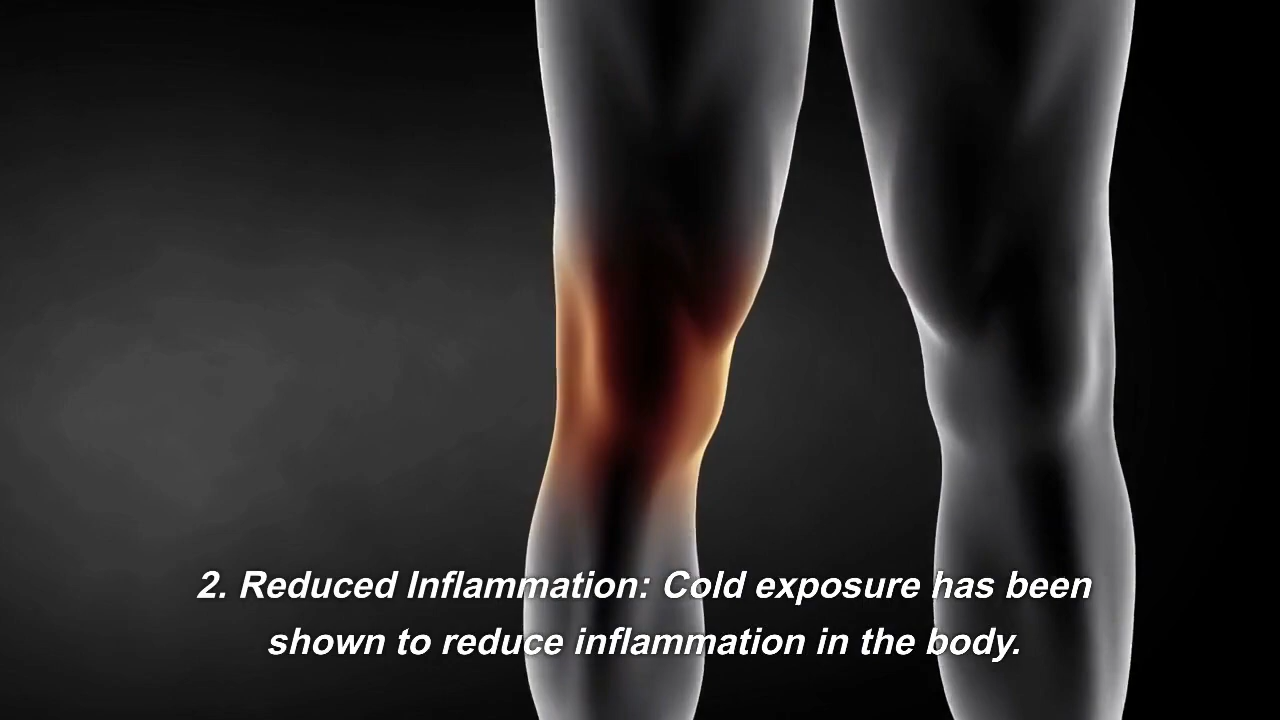 2. Reduced Inflammation: Cold exposure has been
shown to reduce inflammation in the body.